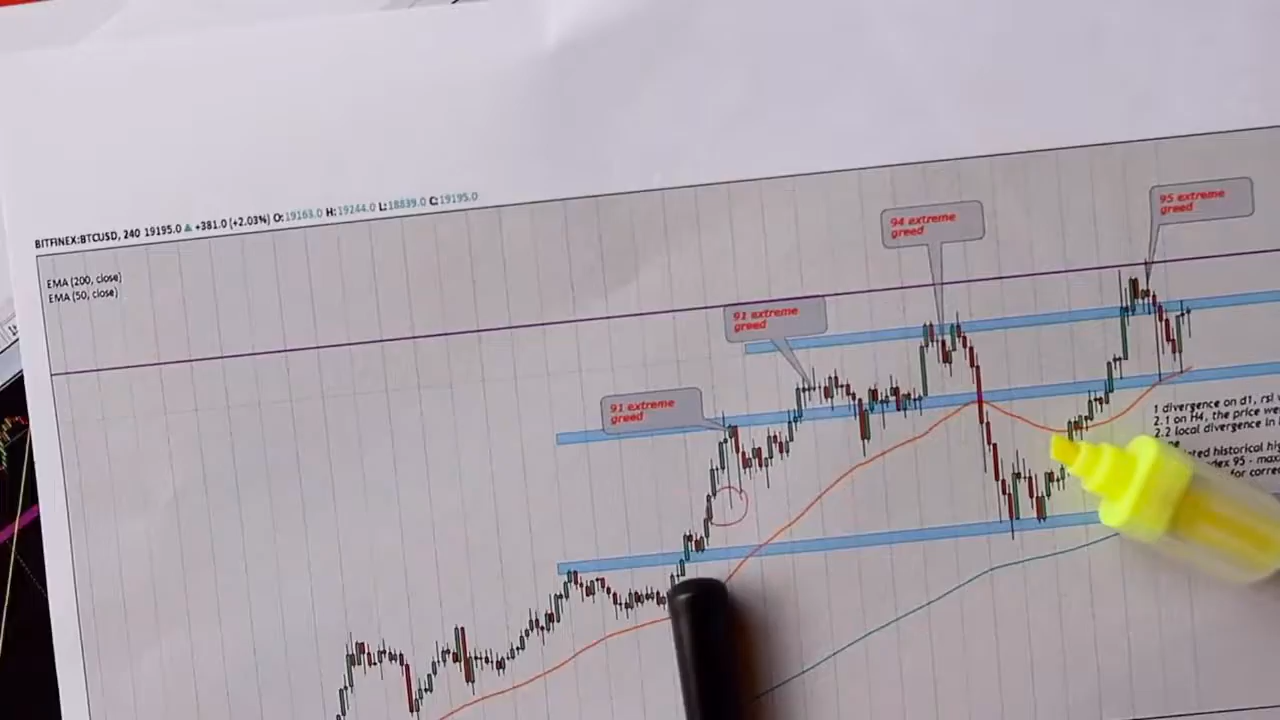 BITFINEX:BTCUSD, 240 19195.0 ▲ +381.0 (+2.03%) O:19163.0 H:19244.0 L:18839.0 C:19195.0
EMA (200, close)
EMA (50, close)
91 extreme
greed
91 extreme
greed
94 extreme
greed
95 extreme
greed
1 divergence on d1, rsi
2.1 on H4, the price we
2.2 local divergence in
historical hi
95 - max
for corre